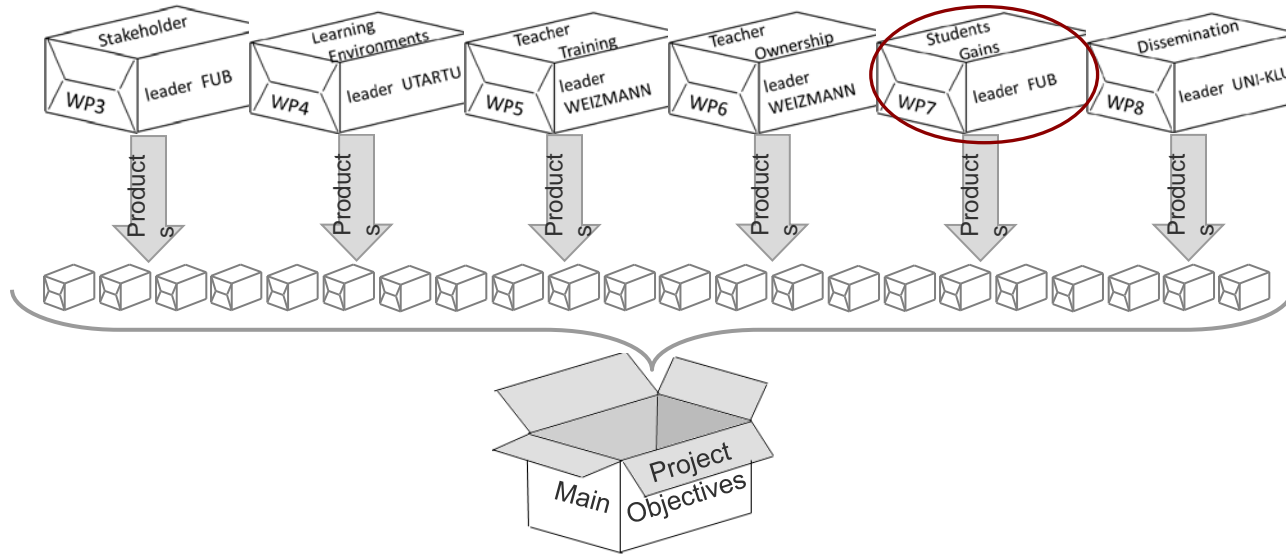 Stakeholder
WP3
leader FUB
Learning
Environments
WP4
leader UTARTU
Teacher
Training
WP5
leader
WEIZMANN
Teacher
Ownership
WP6
leader
WEIZMANN
Students
Gains
WP7
leader FUB
Dissemination
WP8
leader UNI-KLU
Product
s
Product
s
Product
s
Product
s
Product
s
Product
s
Main
Project
Objectives